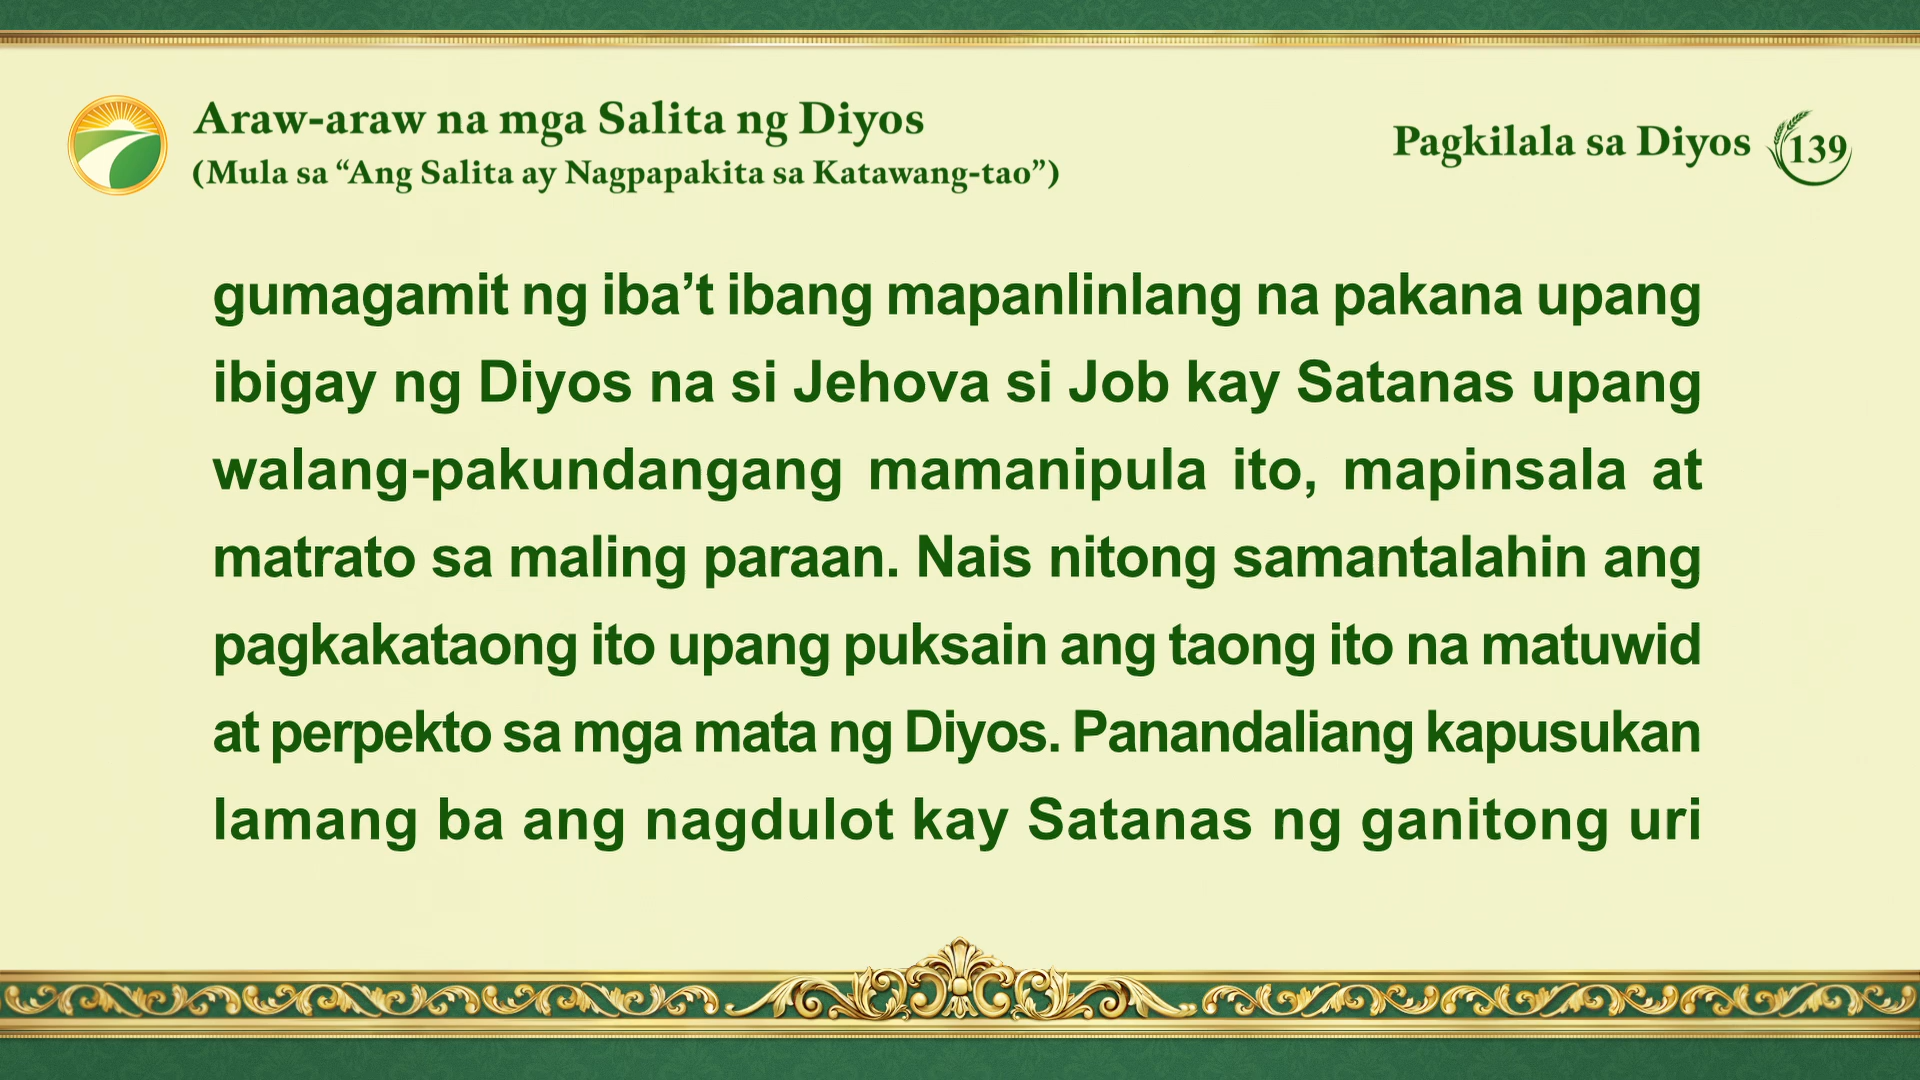 Araw-araw na mga Salita ng Diyos
(Mula sa “Ang Salita ay Nagpapakita sa Katawang-tao”)
Pagkilala sa Diyos 139
gumagamit ng iba’t ibang mapanlinlang na pakana upang
ibigay ng Diyos na si Jehova si Job kay Satanas upang
walang-pakundangang mamanipula ito, mapinsala at
matrato sa maling paraan. Nais nitong samantalahin ang
pagkakataong ito upang puksain ang taong ito na matuwid
at perpekto sa mga mata ng Diyos. Panandaliang kapusukan
lamang ba ang nagdulot kay Satanas ng ganitong uri